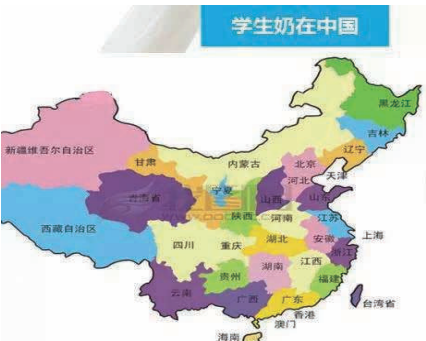 学生奶在中国
黑龙江
吉林
新疆维吾尔自治区
辽宁
甘肃
内蒙古
北京
天津
河北
宁夏
青海省
山西
山东
陕西
河南
江苏
西藏自治区
上海
四川
重庆
湖北
安徽
浙江
湖南
江西
贵州
福建
云南
广西
广东
台湾省
香港
澳门
海南